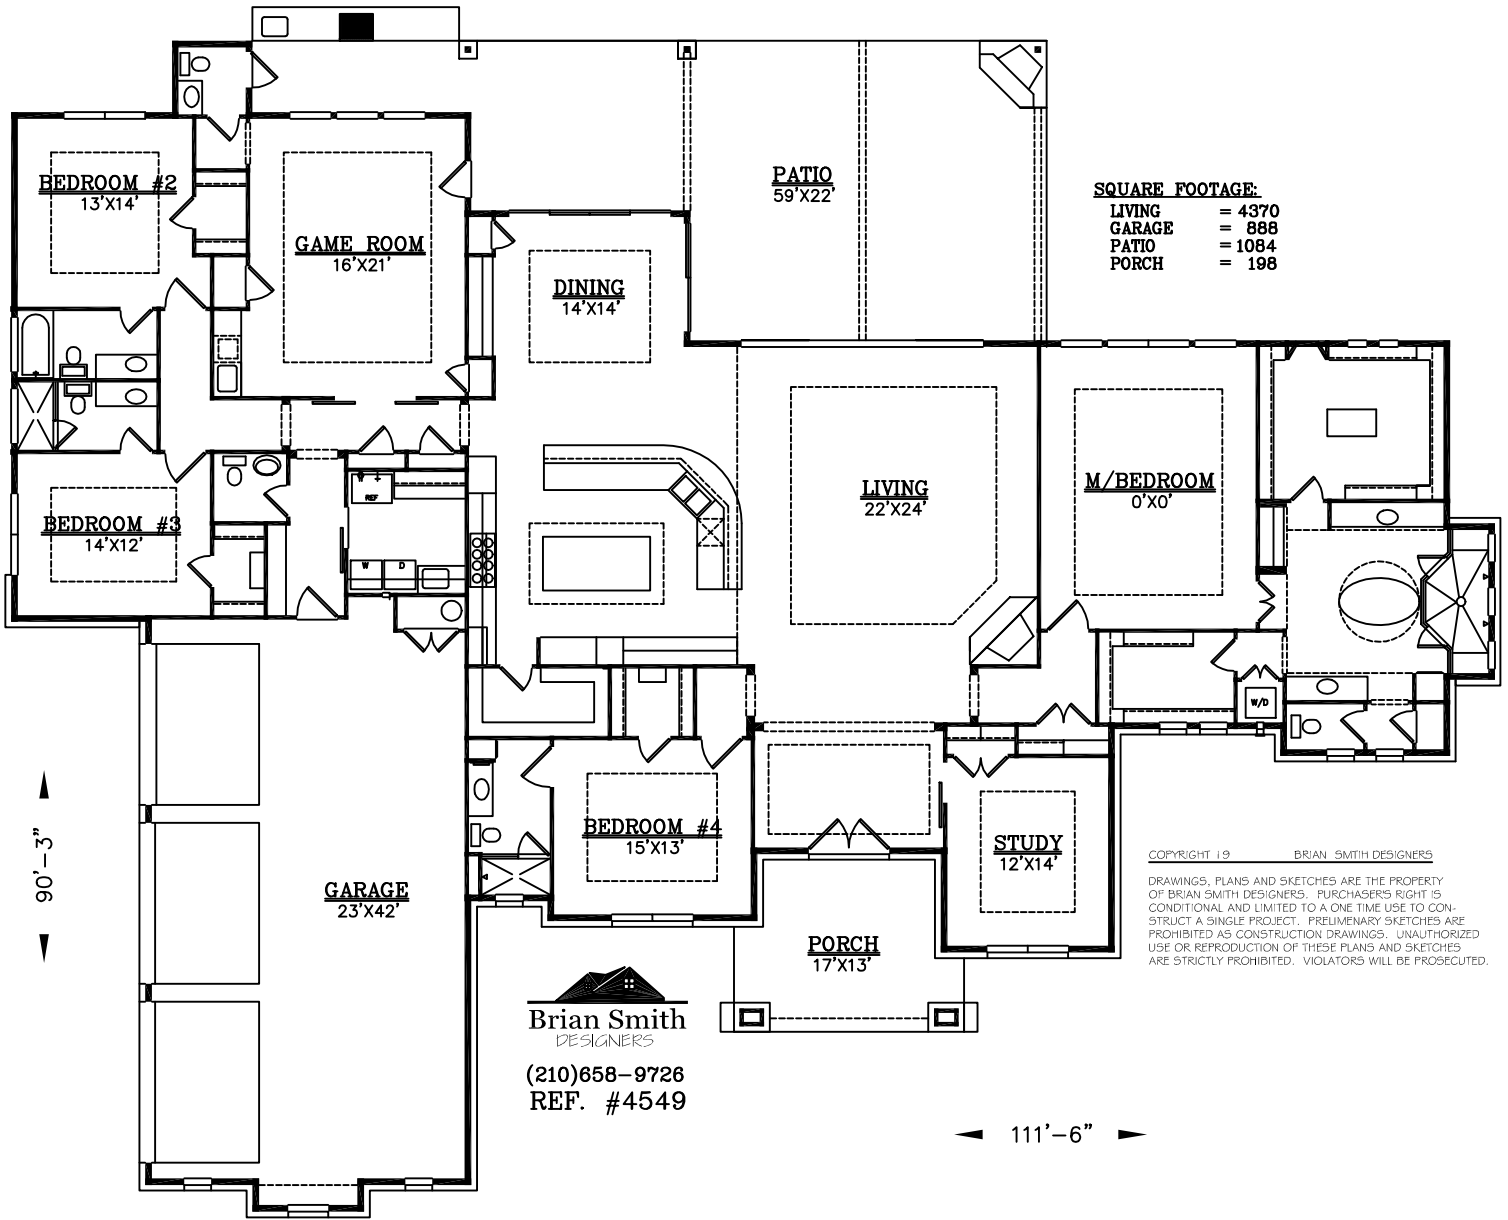 PATIO
59'X22'
SQUARE FOOTAGE:
LIVING = 4370
GARAGE = 888
PATIO = 1084
PORCH = 198
BEDROOM #2
13'X14'
GAME ROOM
16'X21'
DINING
14'X14'
LIVING
22'X24'
M/BEDROOM
0'X0'
REF
BEDROOM #3
14'X12'
W D
W/D
BEDROOM #4
15'X13'
STUDY
12'X14'
GARAGE
23'X42'
PORCH
17'X13'
90'-3"
COPYRIGHT 19 BRIAN SMITH DESIGNERS
DRAWINGS, PLANS AND SKETCHES ARE THE PROPERTY
OF BRIAN SMITH DESIGNERS. PURCHASER'S RIGHT IS
CONDITIONAL AND LIMITED TO A ONE TIME USE TO CON-
STRUCT A SINGLE PROJECT. PRELIMENARY SKETCHES ARE
PROHIBITED AS CONSTRUCTION DRAWINGS. UNAUTHORIZED
USE OR REPRODUCTION OF THESE PLANS AND SKETCHES
ARE STRICTLY PROHIBITED. VIOLATORS WILL BE PROSECUTED.
Brian Smith
DESIGNERS
(210)658-9726
REF. #4549
111'-6"